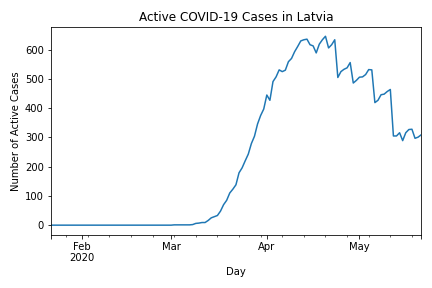 Active COVID-19 Cases in Latvia
Number of Active Cases
600
500
400
300
200
100
0
Feb
2020
Mar
Apr
May
Day